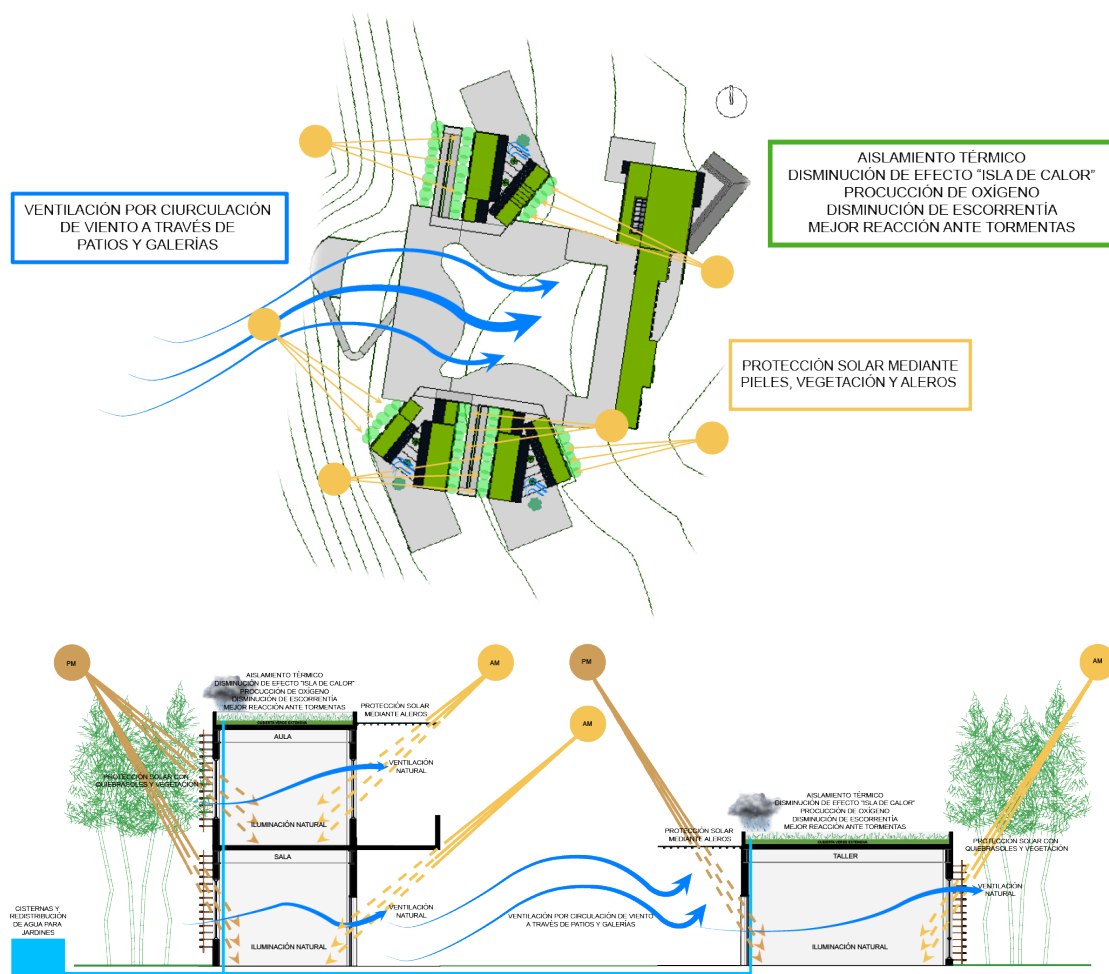 AISLAMIENTO TÉRMICO
DISMINUCIÓN DE EFECTO “ISLA DE CALOR”
PROCUCCIÓN DE OXÍGENO
DISMINUCIÓN DE ESCORRENTÍA
MEJOR REACCIÓN ANTE TORMENTAS
VENTILACIÓN POR CIURCULACIÓN
DE VIENTO A TRAVÉS DE
PATIOS Y GALERÍAS
PROTECCIÓN SOLAR MEDIANTE
PIELES, VEGETACIÓN Y ALEROS
PM
AM
PM
AM
AISLAMIENTO TÉRMICO
DISMINUCIÓN DE EFECTO “ISLA DE CALOR”
PROCUCCIÓN DE OXÍGENO
DISMINUCIÓN DE ESCORRENTÍA
MEJOR REACCIÓN ANTE TORMENTAS
PROTECCIÓN SOLAR
MEDIANTE ALEROS
CUBIERTA VERDE EXTENSIVA
AULA
AM
VENTILACIÓN
NATURAL
PROTECCIÓN SOLAR CON
QUIEBRASOLES Y VEGETACIÓN
ILUMINACIÓN NATURAL
SALA
VENTILACIÓN
NATURAL
ILUMINACIÓN NATURAL
CISTERNAS Y
REDISTRIBUCIÓN
DE AGUA PARA
JARDINES
VENTILACIÓN POR CIRCULACIÓN DE VIENTO
A TRAVÉS DE PATIOS Y GALERÍAS
AISLAMIENTO TÉRMICO
DISMINUCIÓN DE EFECTO “ISLA DE CALOR”
PROCUCCIÓN DE OXÍGENO
DISMINUCIÓN DE ESCORRENTÍA
MEJOR REACCIÓN ANTE TORMENTAS
PROTECCIÓN SOLAR
MEDIANTE ALEROS
CUBIERTA VERDE EXTENSIVA
TALLER
PROTECCIÓN SOLAR CON
QUIEBRASOLES Y VEGETACIÓN
VENTILACIÓN
NATURAL
ILUMINACIÓN NATURAL